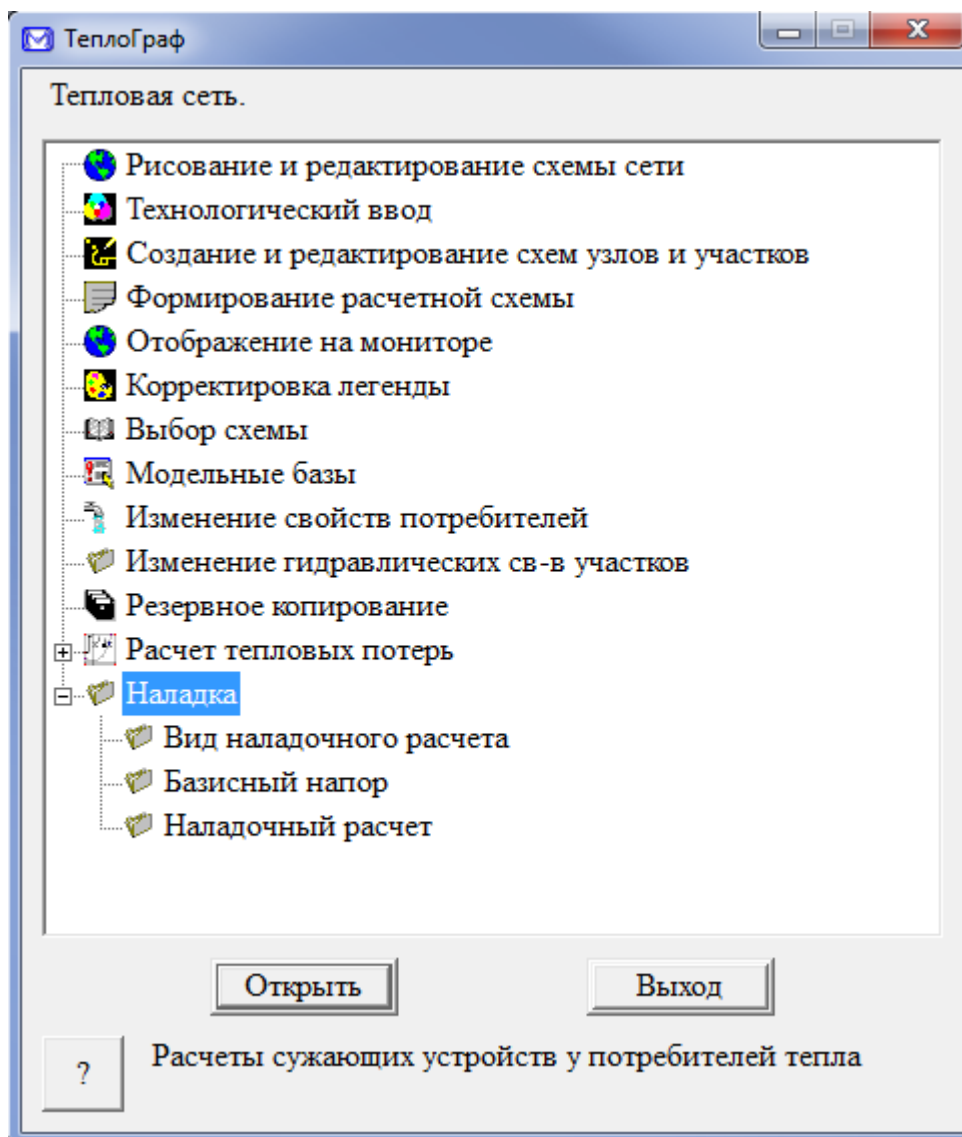 ТеплоГраф
Тепловая сеть.
Рисование и редактирование схемы сети
Технологический ввод
Создание и редактирование схем узлов и участков
Формирование расчетной схемы
Отображение на мониторе
Корректировка легенды
Выбор схемы
Модельные базы
Изменение свойств потребителей
Изменение гидравлических св-в участков
Резервное копирование
Расчет тепловых потерь
Наладка
Вид наладочного расчета
Базисный напор
Наладочный расчет
Открыть Выход
? Расчеты сужающих устройств у потребителей тепла